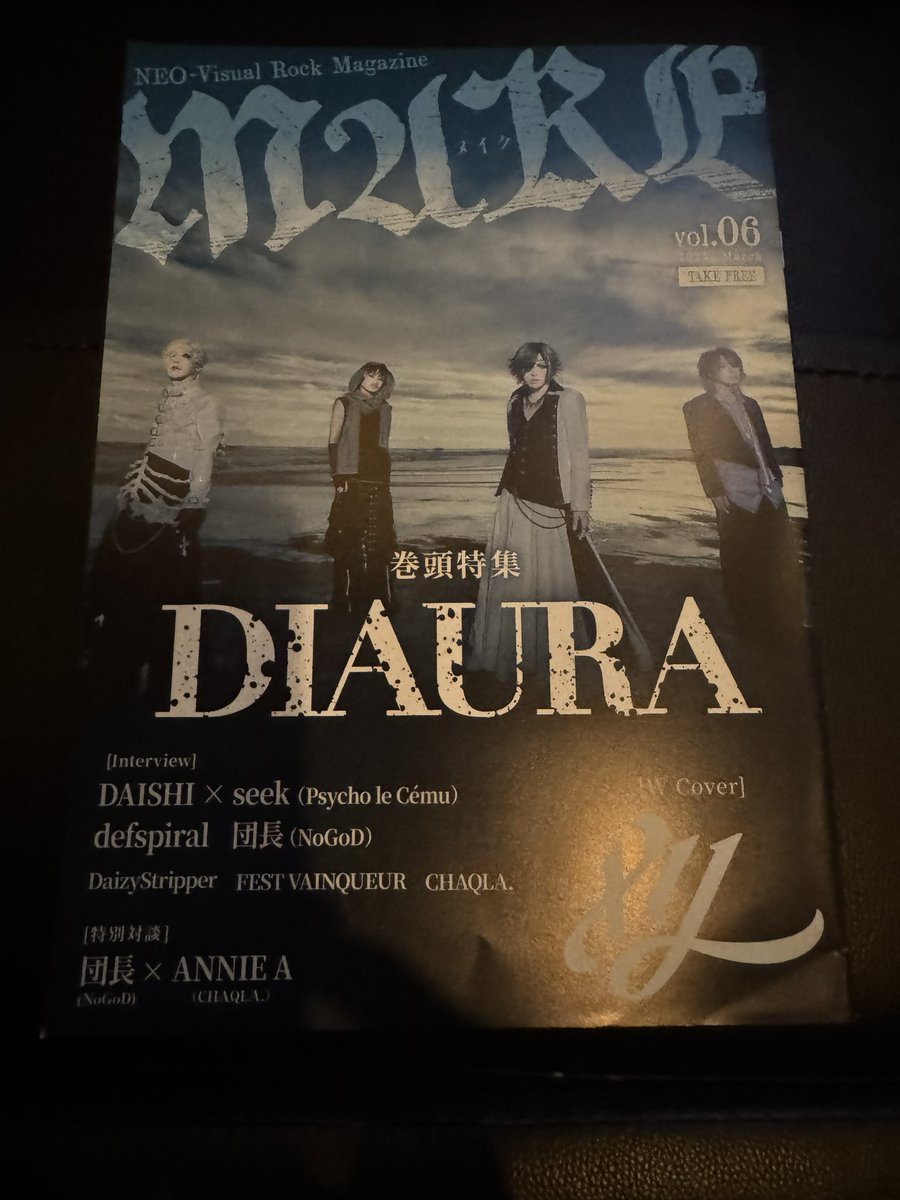 NEO-Visual Rock Magazine
メイク
vol.06
TAKE FREE
巻頭特集
DIAURA
[Interview]
DAISHI × seek (Psycho le Cému)
defspiral 団長 (NoGoD)
DaizyStripper FEST VAINQUEUR CHAQLA.
[W Cover]
[特別対談]
団長 × ANNIE A
(NoGoD) (CHAQLA.)